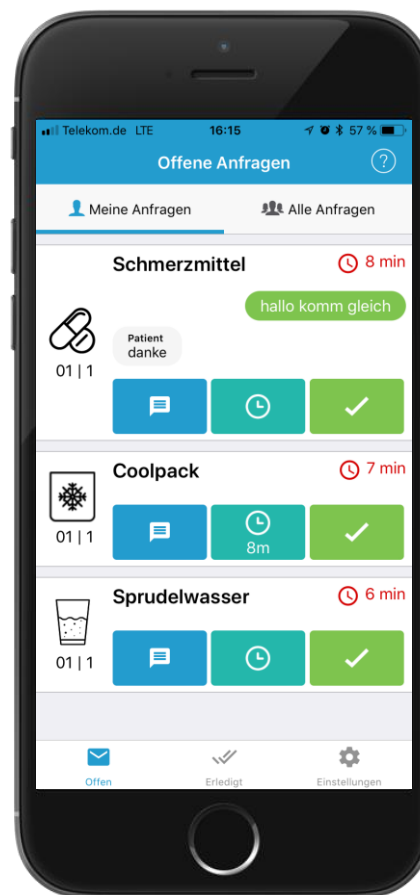 Telekom.de LTE 16:15 57 %
Offene Anfragen ?
Meine Anfragen Alle Anfragen
Schmerzmittel 8 min
hallo komm gleich
Patient
danke
01 | 1
Coolpack 7 min
8m
01 | 1
Sprudelwasser 6 min
01 | 1
Offen Erledigt Einstellungen